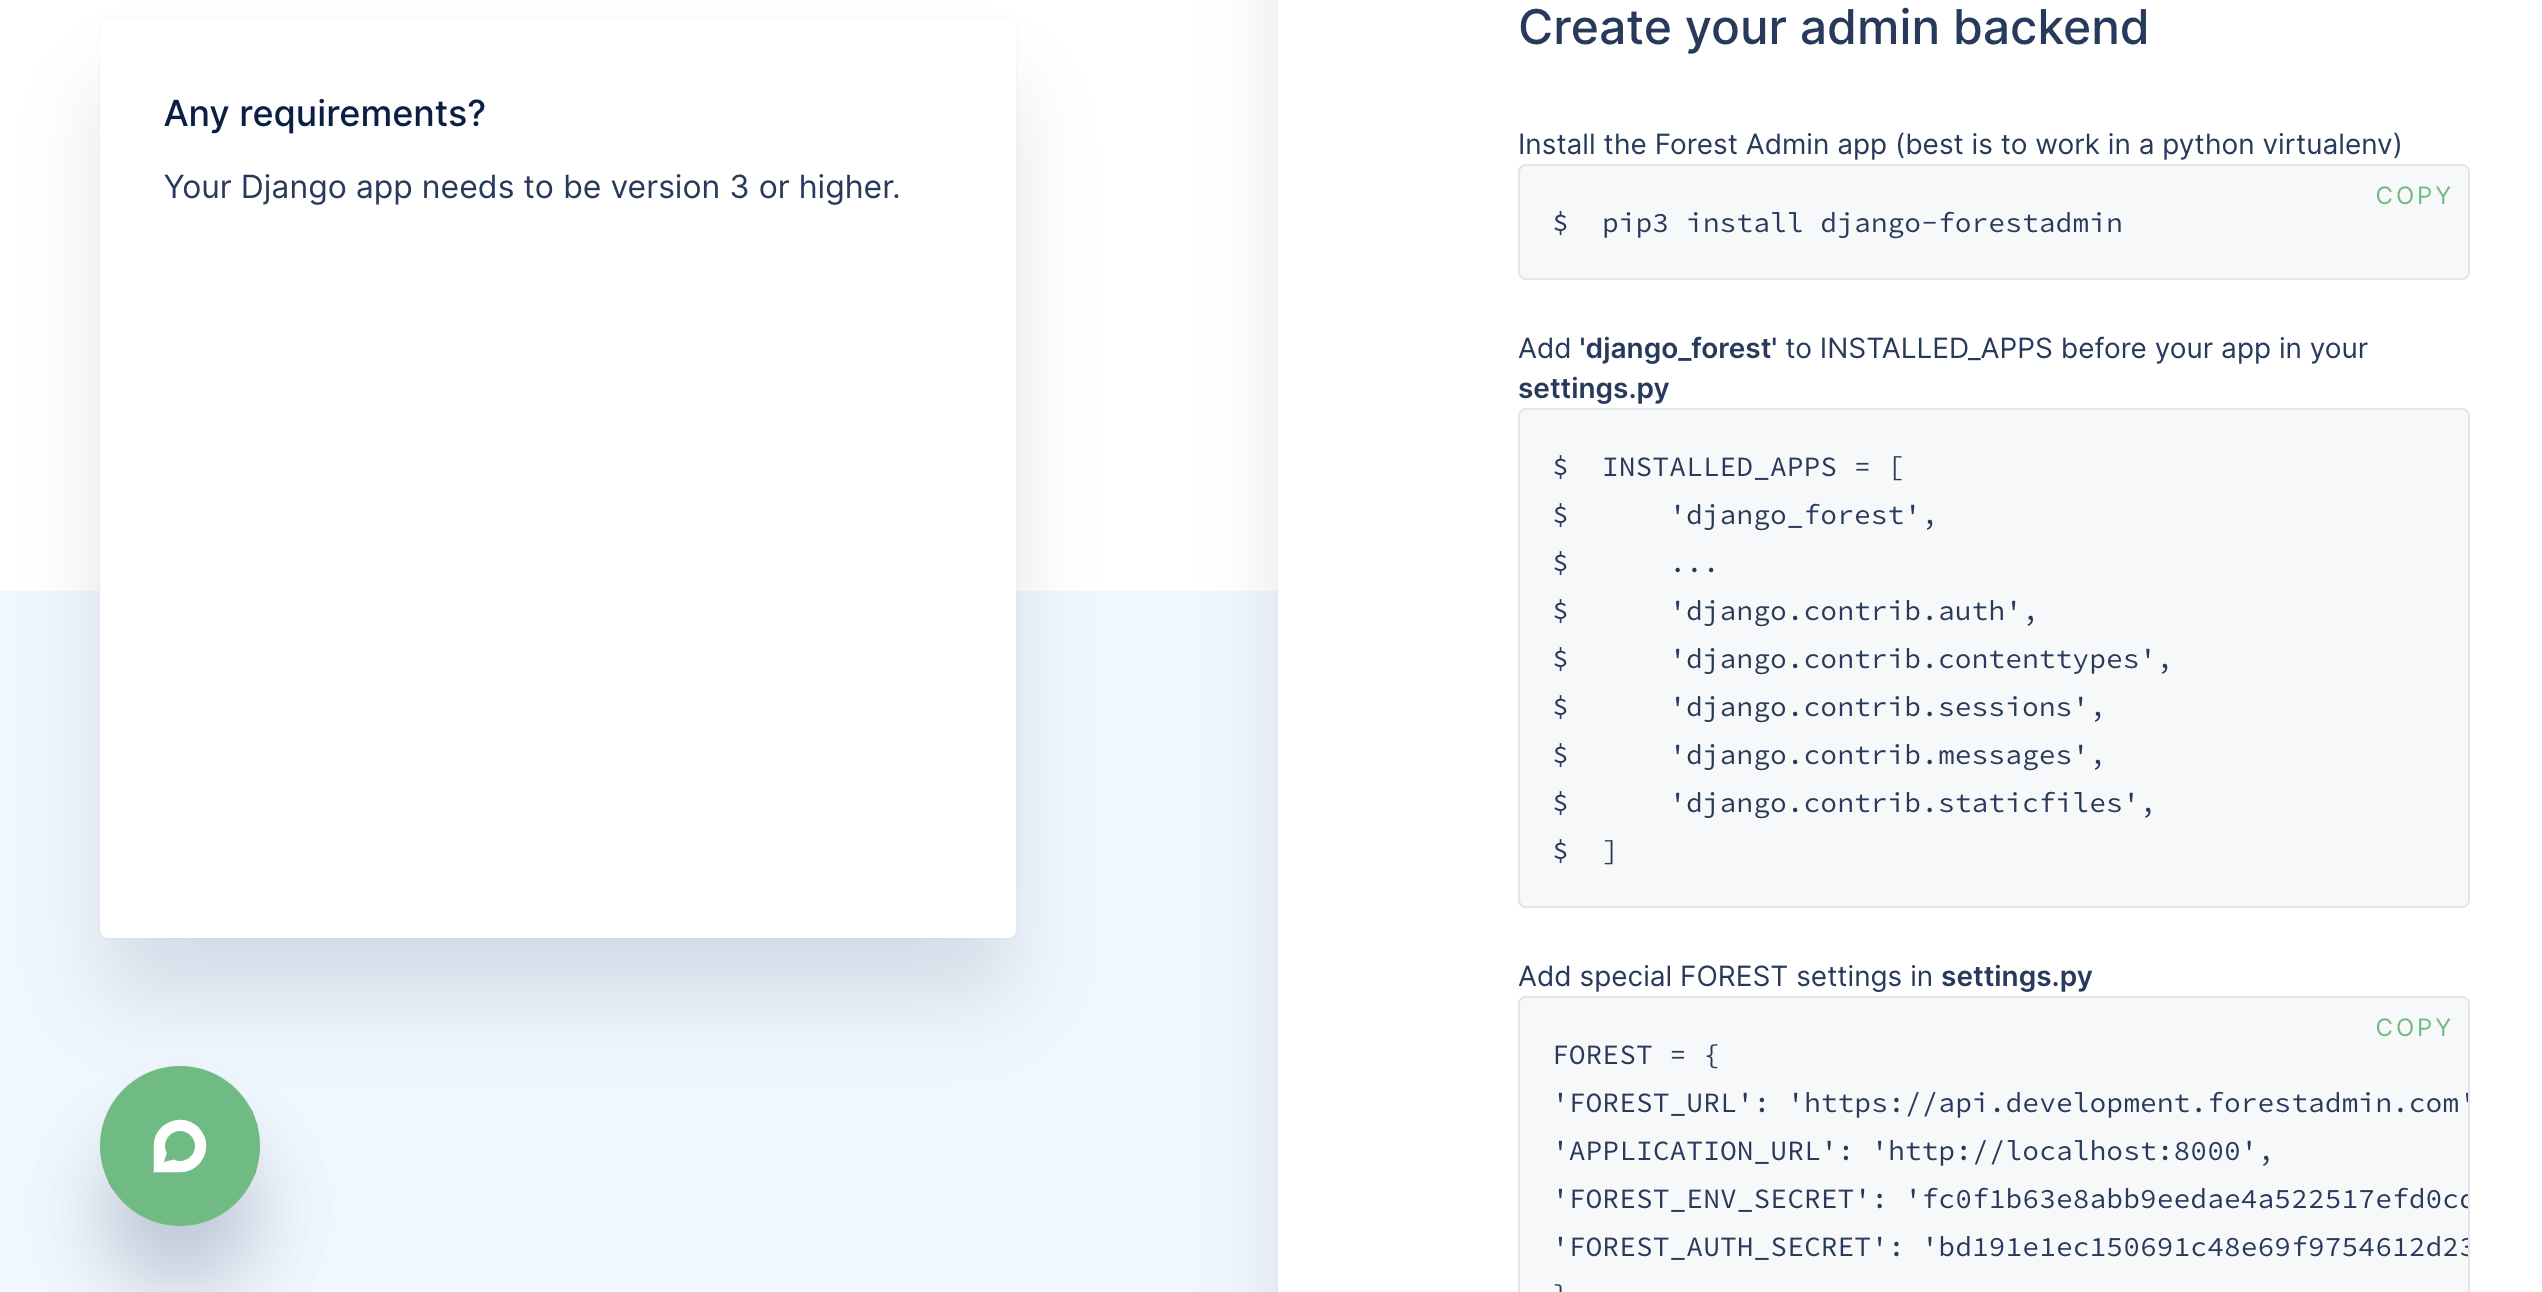 Any requirements?
Your Django app needs to be version 3 or higher.
Create your admin backend
Install the Forest Admin app (best is to work in a python virtualenv)
COPY
$  pip3 install django-forestadmin
Add 'django_forest' to INSTALLED_APPS before your app in your
settings.py
$  INSTALLED_APPS = [
$      'django_forest',
$      ...
$      'django.contrib.auth',
$      'django.contrib.contenttypes',
$      'django.contrib.sessions',
$      'django.contrib.messages',
$      'django.contrib.staticfiles',
$  ]
Add special FOREST settings in settings.py
COPY
FOREST = {
'FOREST_URL': 'https://api.development.forestadmin.com'
'APPLICATION_URL': 'http://localhost:8000',
'FOREST_ENV_SECRET': 'fc0f1b63e8abb9eedae4a522517efd0c
'FOREST_AUTH_SECRET': 'bd191e1ec150691c48e69f9754612d23
}